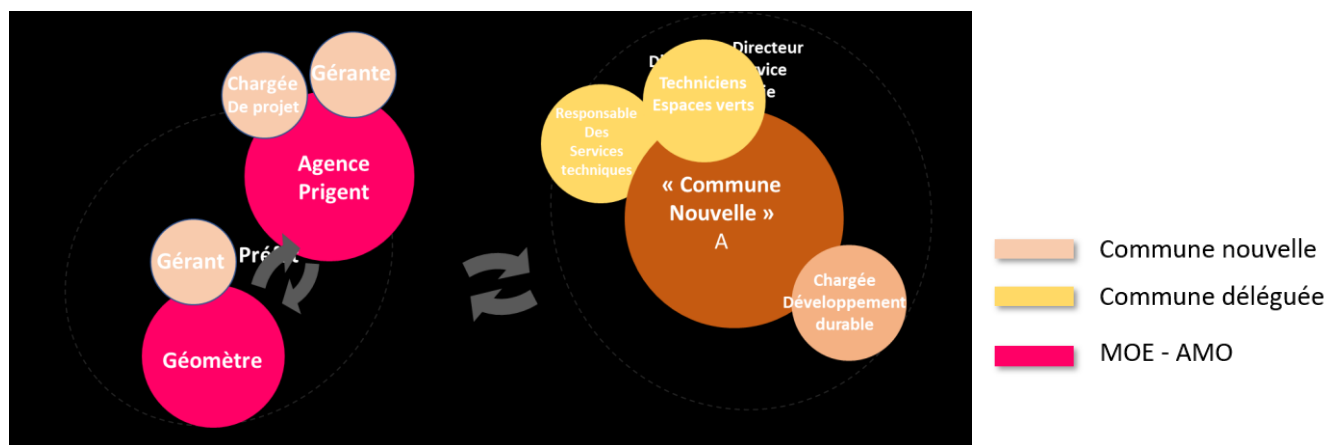 Chargée
De projet
Gérante
Agence
Prigent
Gérant
Géomètre
Directeur
Techniciens
Espaces verts
Responsable
Des
Services
techniques
« Commune
Nouvelle »
A
Chargée
Développement
durable
Commune nouvelle
Commune déléguée
MOE - AMO